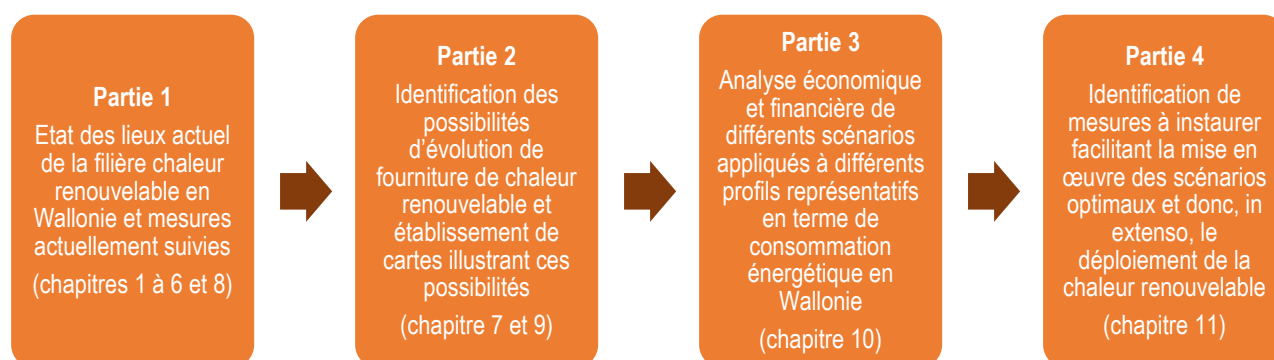 Partie 1
Etat des lieux actuel
de la filière chaleur
renouvelable en
Wallonie et mesures
actuellement suivies
(chapitres 1 à 6 et 8)
Partie 2
Identification des
possibilités
d'évolution de
fourniture de chaleur
renouvelable et
établissement de
cartes illustrant ces
possibilités
(chapitre 7 et 9)
Partie 3
Analyse économique
et financière de
différents scénarios
appliqués à différents
profils représentatifs
en terme de
consommation
énergétique en
Wallonie
(chapitre 10)
Partie 4
Identification de
mesures à instaurer
facilitant la mise en
œuvre des scénarios
optimaux et donc, in
extenso, le
déploiement de la
chaleur renouvelable
(chapitre 11)